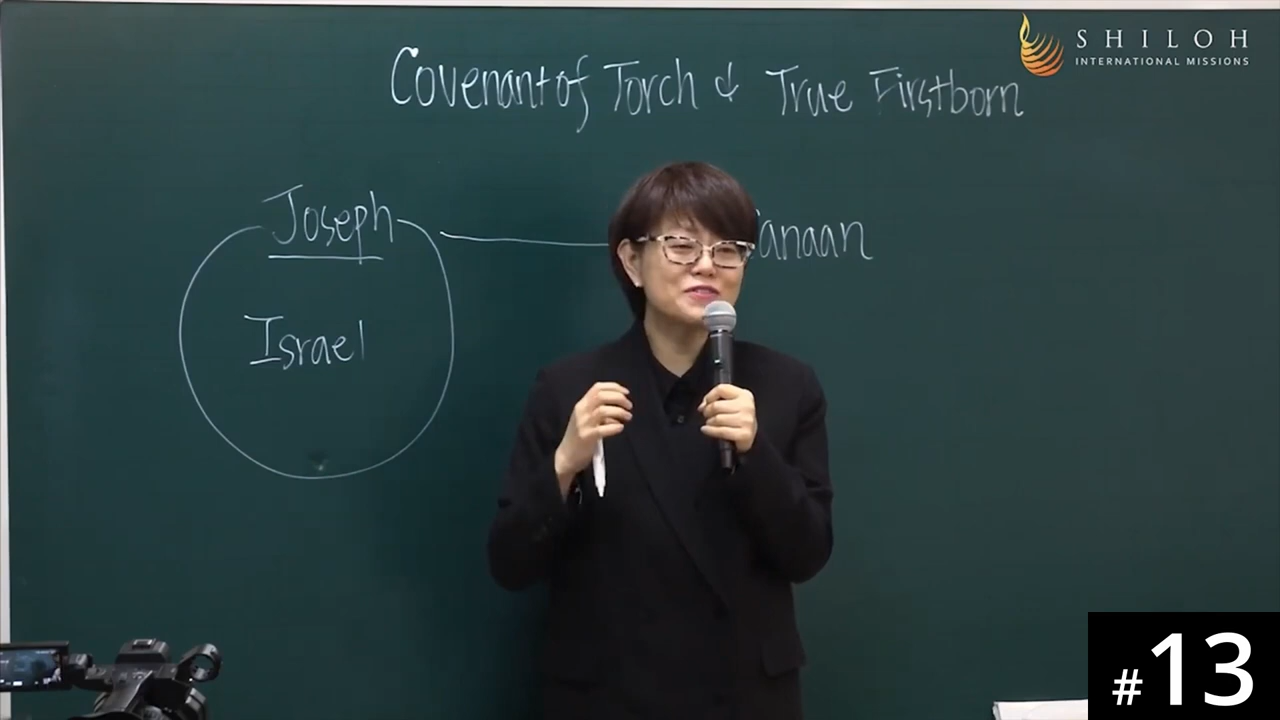 SHILOH
INTERNATIONAL MISSIONS
Covenant of Torch & True Firstborn
Joseph
anaan
Israel
#13